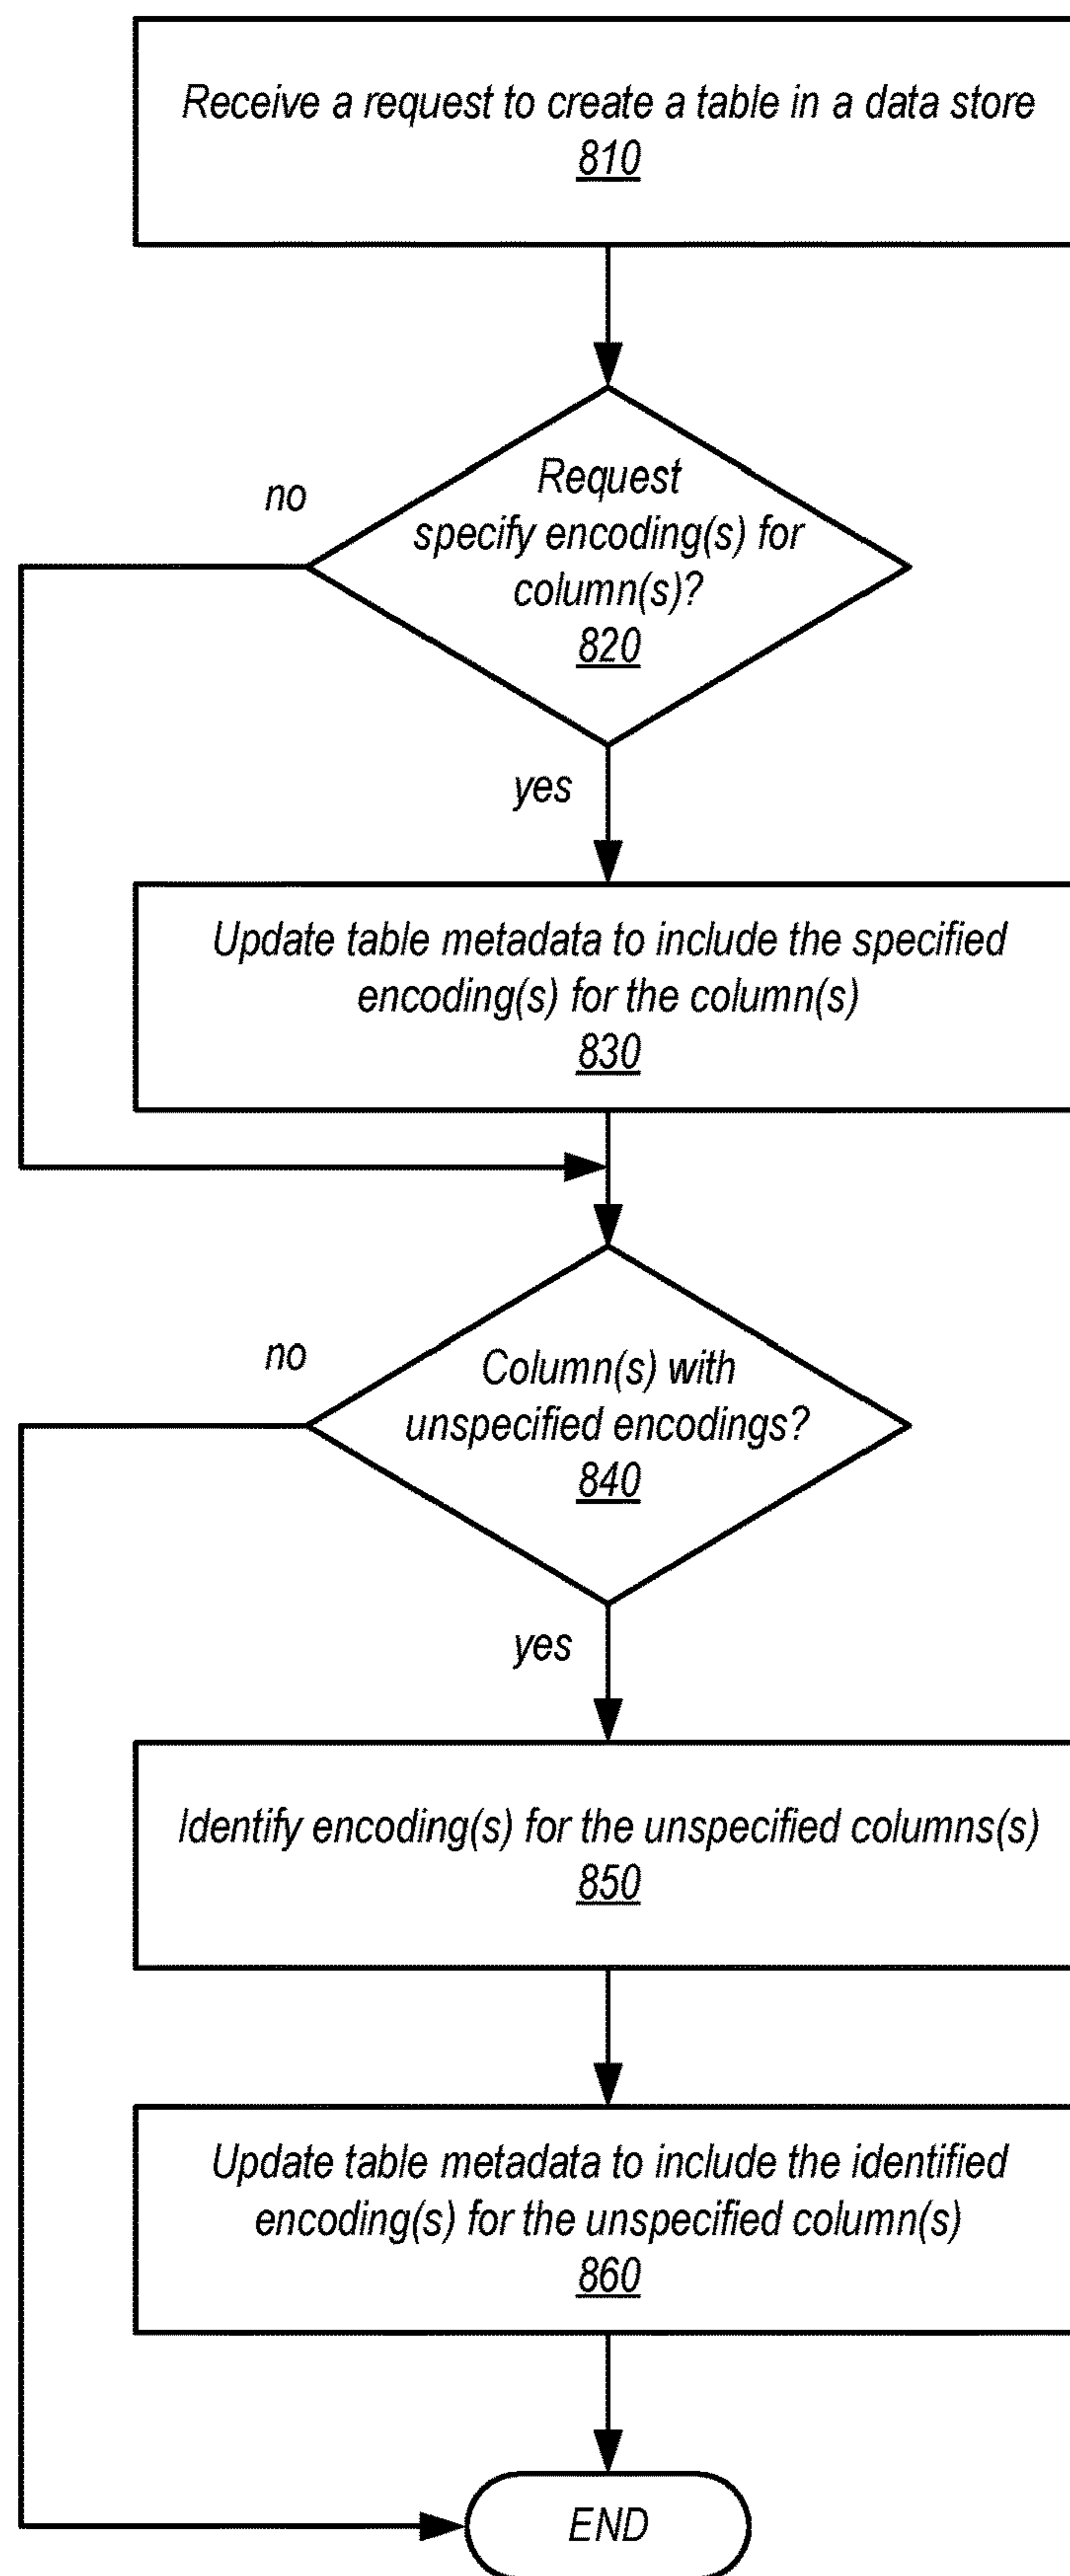 Receive a request to create a table in a data store
810
no
Request
specify encoding(s) for
column(s)?
820
yes
Update table metadata to include the specified
encoding(s) for the column(s)
830
no
Column(s) with
unspecified encodings?
840
yes
Identify encoding(s) for the unspecified columns(s)
850
Update table metadata to include the identified
encoding(s) for the unspecified column(s)
860
END